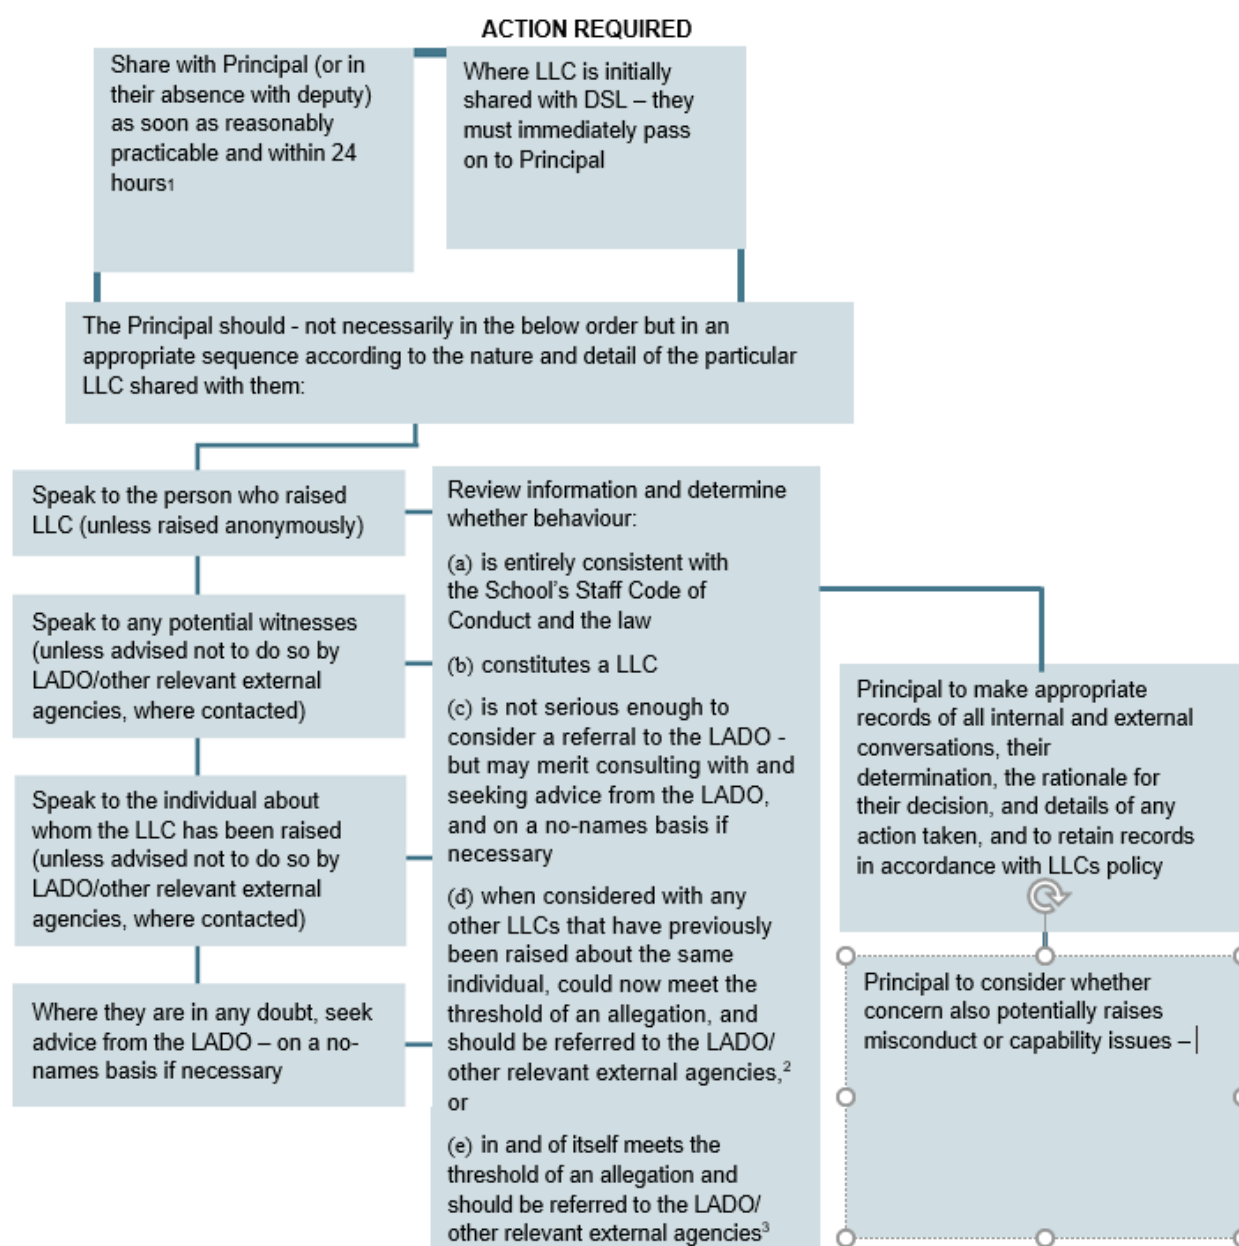 ACTION REQUIRED
Share with Principal (or in
their absence with deputy)
as soon as reasonably
practicable and within 24
hours1
Where LLC is initially
shared with DSL – they
must immediately pass
on to Principal
The Principal should - not necessarily in the below order but in an
appropriate sequence according to the nature and detail of the particular
LLC shared with them:
Speak to the person who raised
LLC (unless raised anonymously)
Speak to any potential witnesses
(unless advised not to do so by
LADO/other relevant external
agencies, where contacted)
Speak to the individual about
whom the LLC has been raised
(unless advised not to do so by
LADO/other relevant external
agencies, where contacted)
Where they are in any doubt, seek
advice from the LADO – on a no-
names basis if necessary
Review information and determine
whether behaviour:
(a) is entirely consistent with
the School's Staff Code of
Conduct and the law
(b) constitutes a LLC
(c) is not serious enough to
consider a referral to the LADO -
but may merit consulting with and
seeking advice from the LADO,
and on a no-names basis if
necessary
(d) when considered with any
other LLCs that have previously
been raised about the same
individual, could now meet the
threshold of an allegation, and
should be referred to the LADO/
other relevant external agencies,2
or
(e) in and of itself meets the
threshold of an allegation and
should be referred to the LADO/
other relevant external agencies3
Principal to make appropriate
records of all internal and external
conversations, their
determination, the rationale for
their decision, and details of any
action taken, and to retain records
in accordance with LLCs policy
Principal to consider whether
concern also potentially raises
misconduct or capability issues –